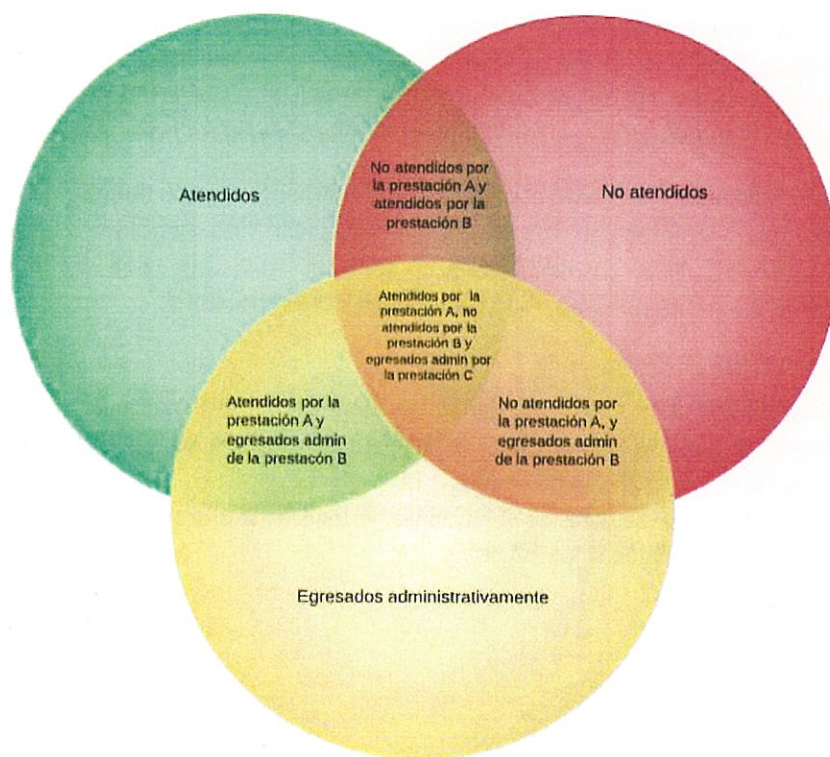 Atendidos
No atendidos por
la prestación A y
atendidos por la
prestación B
No atendidos
Atendidos por la
prestación A, no
atendidos por la
prestación B y
egresados admin por
la prestación C
Atendidos por la
prestación A y
egresados admin
de la prestacón B
No atendidos por
la prestación A, y
egresados admin
de la prestación B
Egresados administrativamente